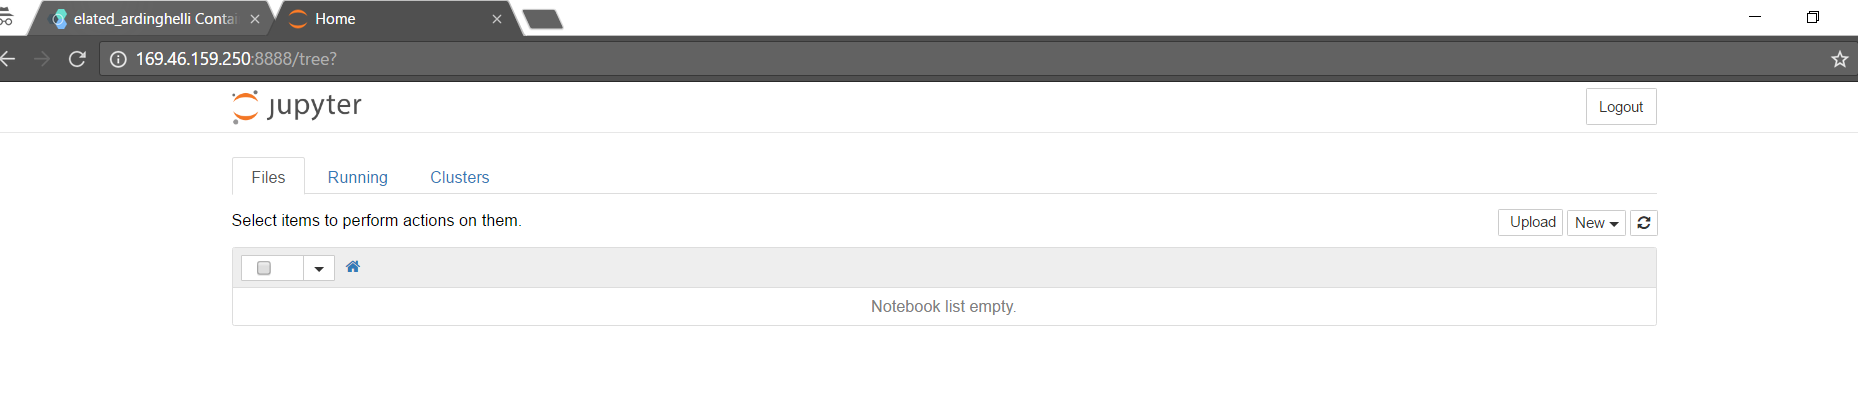 elated_ardinghelli Contai
Home
169.46.159.250:8888/tree?
jupyter
Logout
Files
Running
Clusters
Select items to perform actions on them.
Upload
New
Notebook list empty.